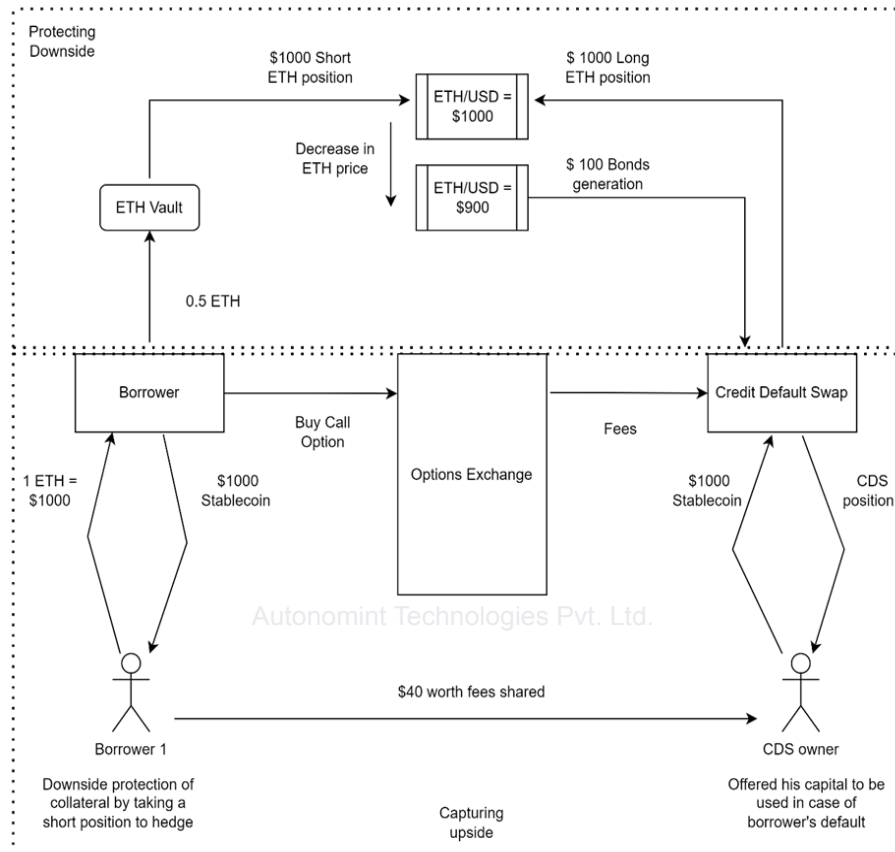 Protecting
Downside
$1000 Short
ETH position
$ 1000 Long
ETH position
ETH/USD =
$1000
Decrease in
ETH price
$ 100 Bonds
generation
ETH/USD =
$900
ETH Vault
0.5 ETH
Borrower
Buy Call
Option
Options Exchange
Fees
Credit Default Swap
1 ETH =
$1000
$1000
Stablecoin
$1000
Stablecoin
CDS
position
Autonomint Technologies Pvt. Ltd.
$40 worth fees shared
Borrower 1
CDS owner
Downside protection of
collateral by taking a
short position to hedge
Offered his capital to be
used in case of
borrower's default
Capturing
upside